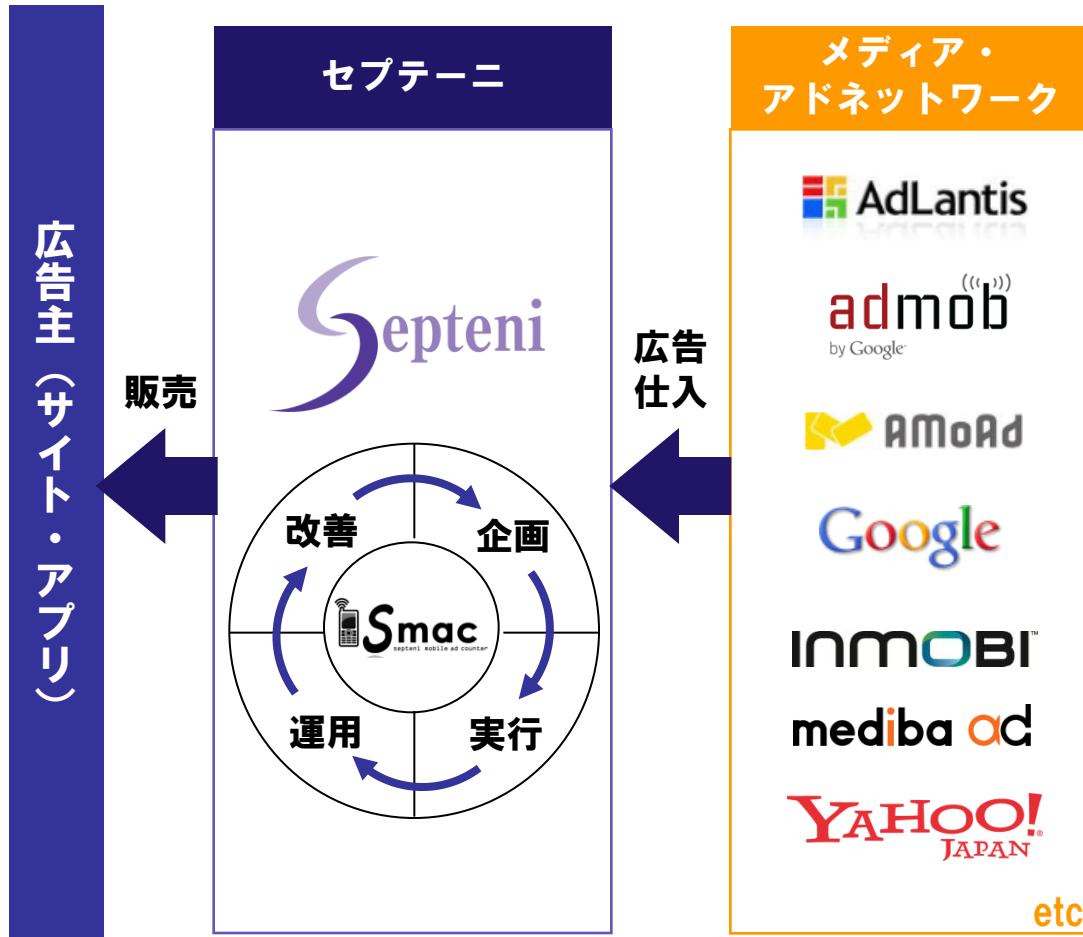 広告主（サイト・アプリ）
販売
セプテーニ
Septeni
改善
企画
Smac
septeni mobile ad counter
運用
実行
広告
仕入
メディア・
アドネットワーク
AdLantis
admob
by Google
AMoAd
Google
INMOBI™
mediba ad
YAHOO!
JAPAN
etc